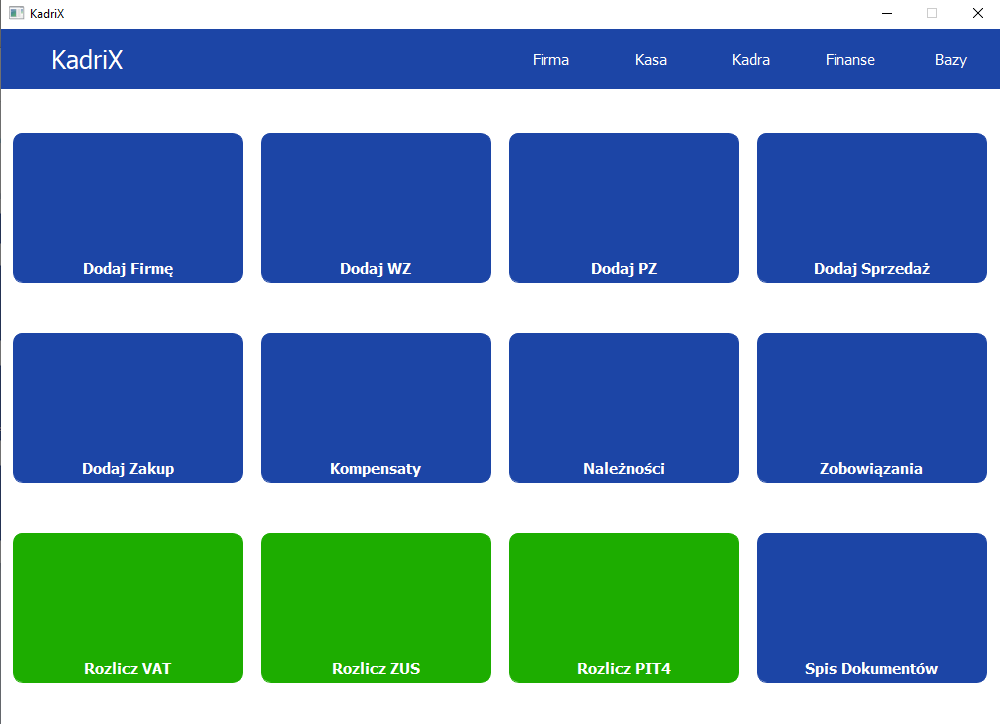 KadriX
KadriX
Firma Kasa Kadra Finanse Bazy
Dodaj Firmę Dodaj WZ Dodaj PZ Dodaj Sprzedaż
Dodaj Zakup Kompensaty Należności Zobowiązania
Rozlicz VAT Rozlicz ZUS Rozlicz PIT4 Spis Dokumentów